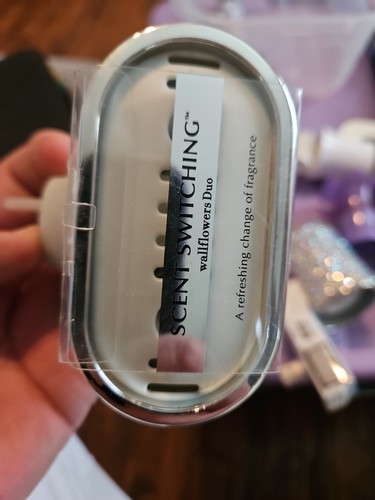 SCENT SWITCHING™
wallflowers Duo
A refreshing change of fragrance